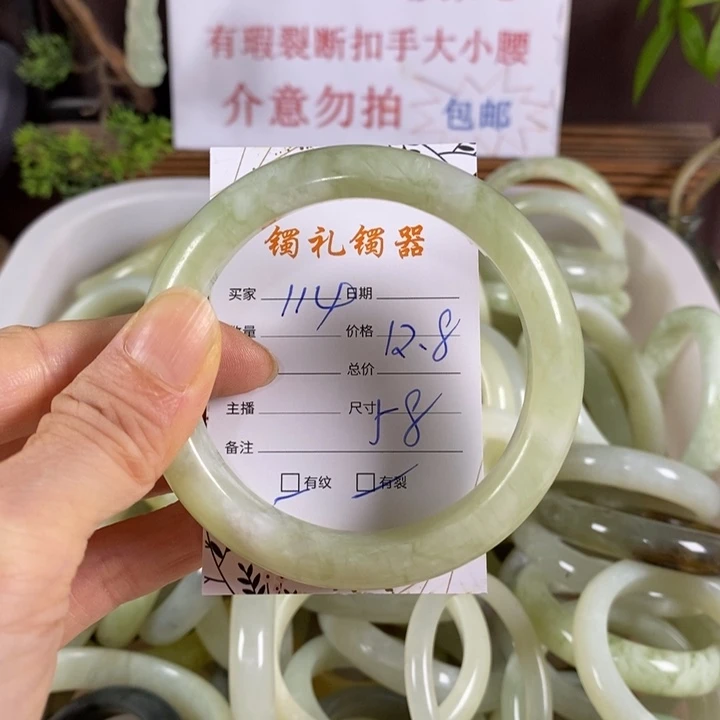 有瑕裂断扣手大小腰
介意勿拍 包邮
镯礼镯器
买家 114 日期
数量 价格 12.8
总价
主播 尺寸 58
备注
有纹 有裂